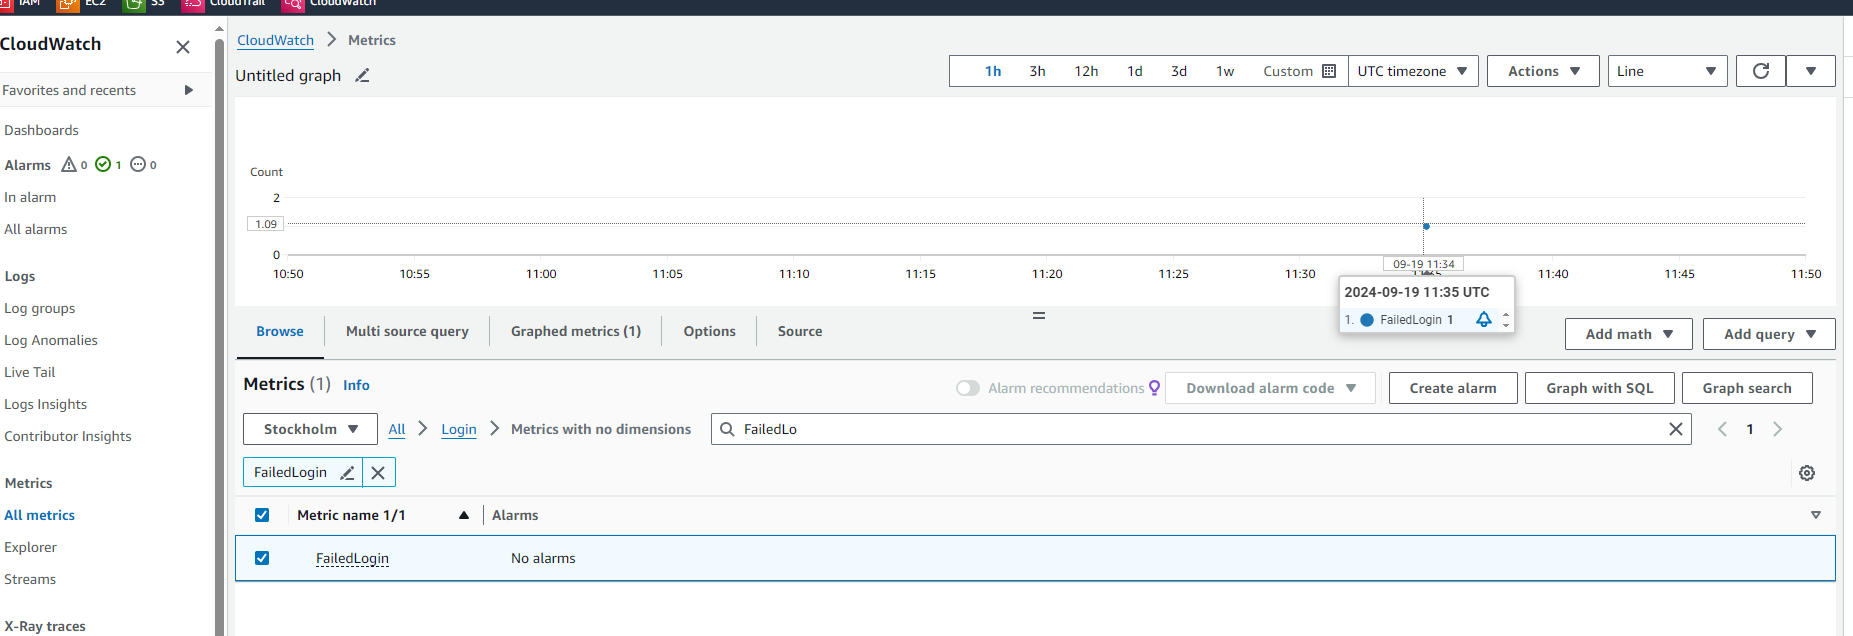 IAM EC2 S3 CloudTrail CloudWatch
CloudWatch
Favorites and recents
Dashboards
Alarms 0 1 0
In alarm
All alarms
Logs
Log groups
Log Anomalies
Live Tail
Logs Insights
Contributor Insights
Metrics
All metrics
Explorer
Streams
X-Ray traces
CloudWatch Metrics
Untitled graph
1h 3h 12h 1d 3d 1w Custom UTC timezone Actions Line
Count
2
1.09
0
10:50 10:55 11:00 11:05 11:10 11:15 11:20 11:25 11:30 11:40 11:45 11:50
09-19 11:34
2024-09-19 11:35 UTC
1. FailedLogin 1
Browse Multi source query Graphed metrics (1) Options Source Add math Add query
Metrics (1) Info Alarm recommendations Download alarm code Create alarm Graph with SQL Graph search
Stockholm All Login Metrics with no dimensions FailedLo 1
FailedLogin
Metric name 1/1 Alarms
FailedLogin No alarms